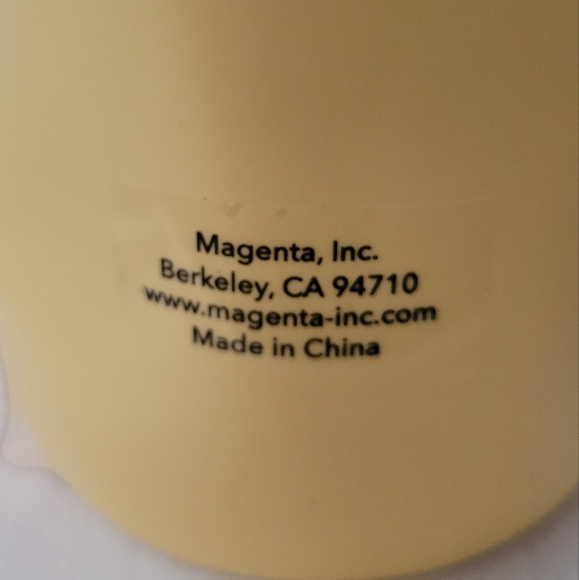 Magenta, Inc.
Berkeley, CA 94710
www.magenta-inc.com
Made in China